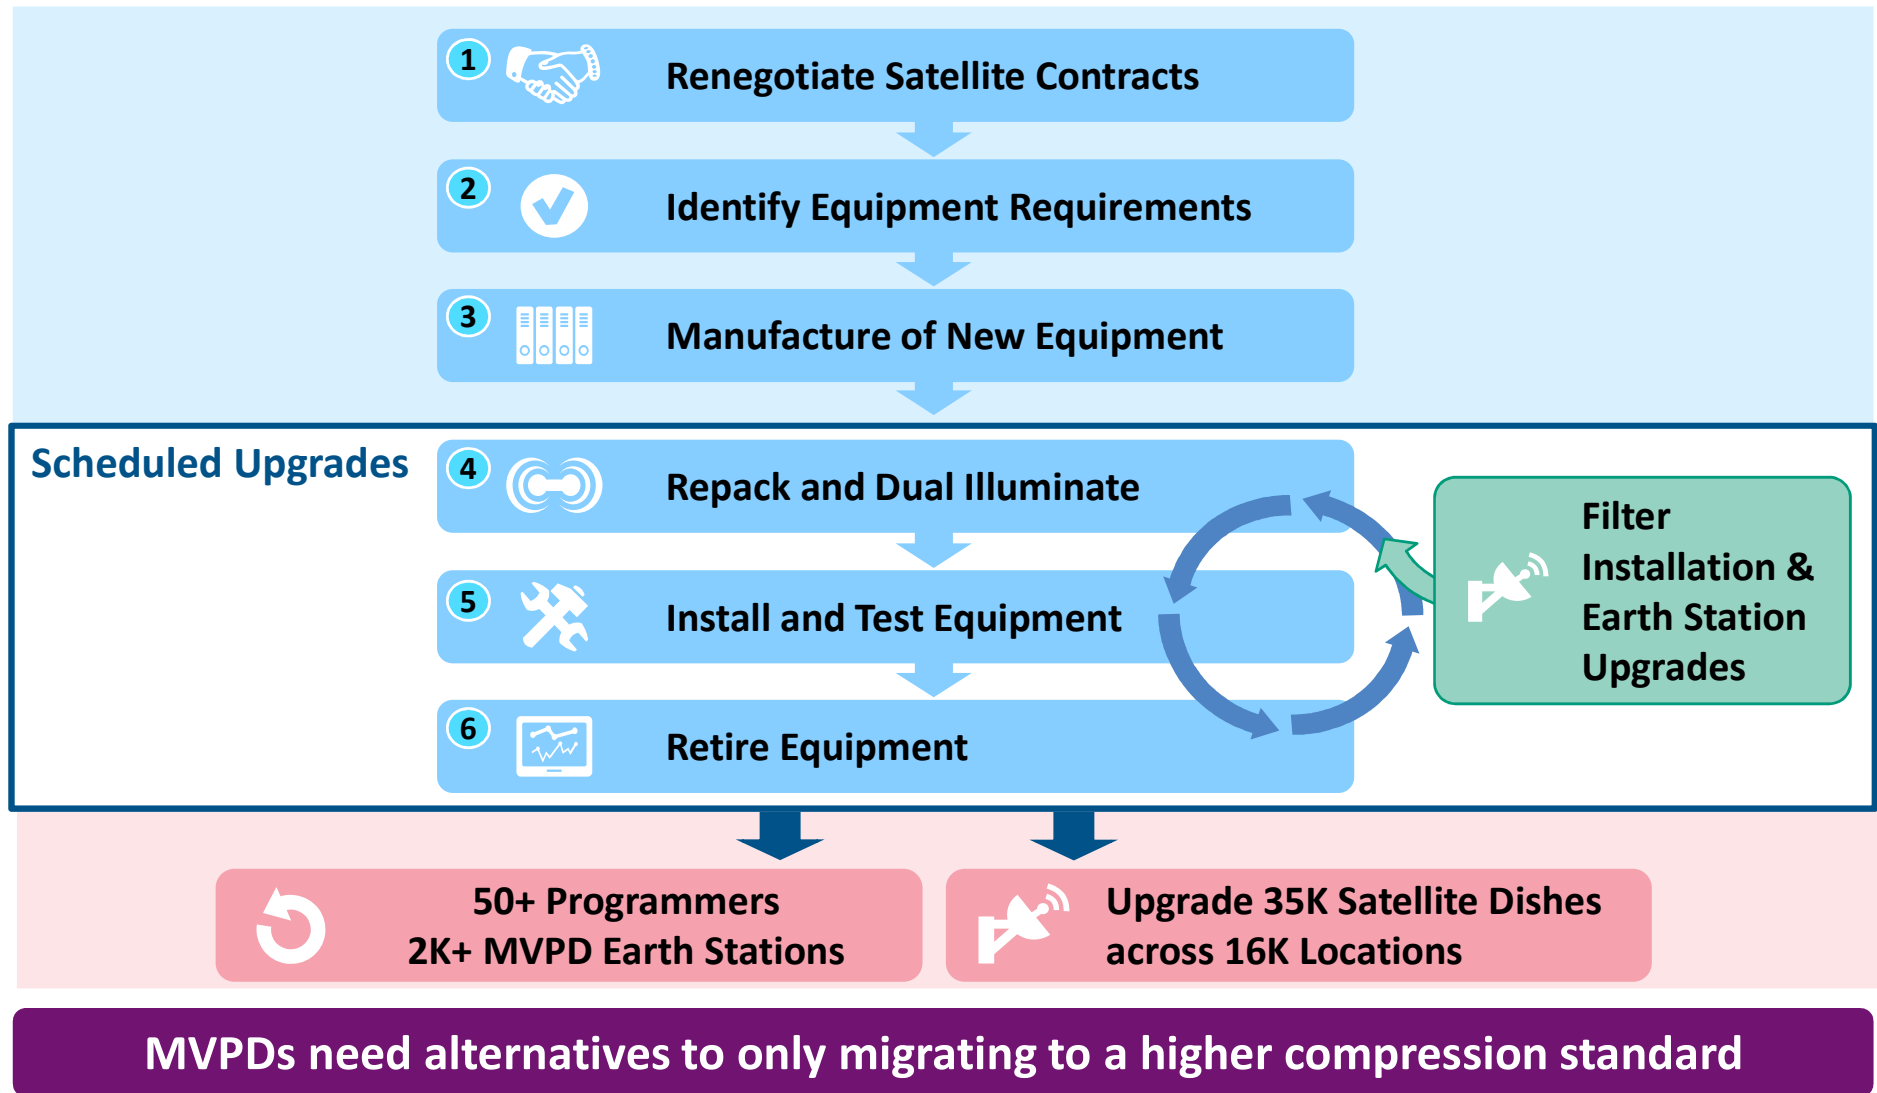 1
Renegotiate Satellite Contracts
2
Identify Equipment Requirements
3
Manufacture of New Equipment
Scheduled Upgrades
4
Repack and Dual Illuminate
5
Install and Test Equipment
6
Retire Equipment
Filter
Installation &
Earth Station
Upgrades
50+ Programmers
2K+ MVPD Earth Stations
Upgrade 35K Satellite Dishes
across 16K Locations
MVPDs need alternatives to only migrating to a higher compression standard